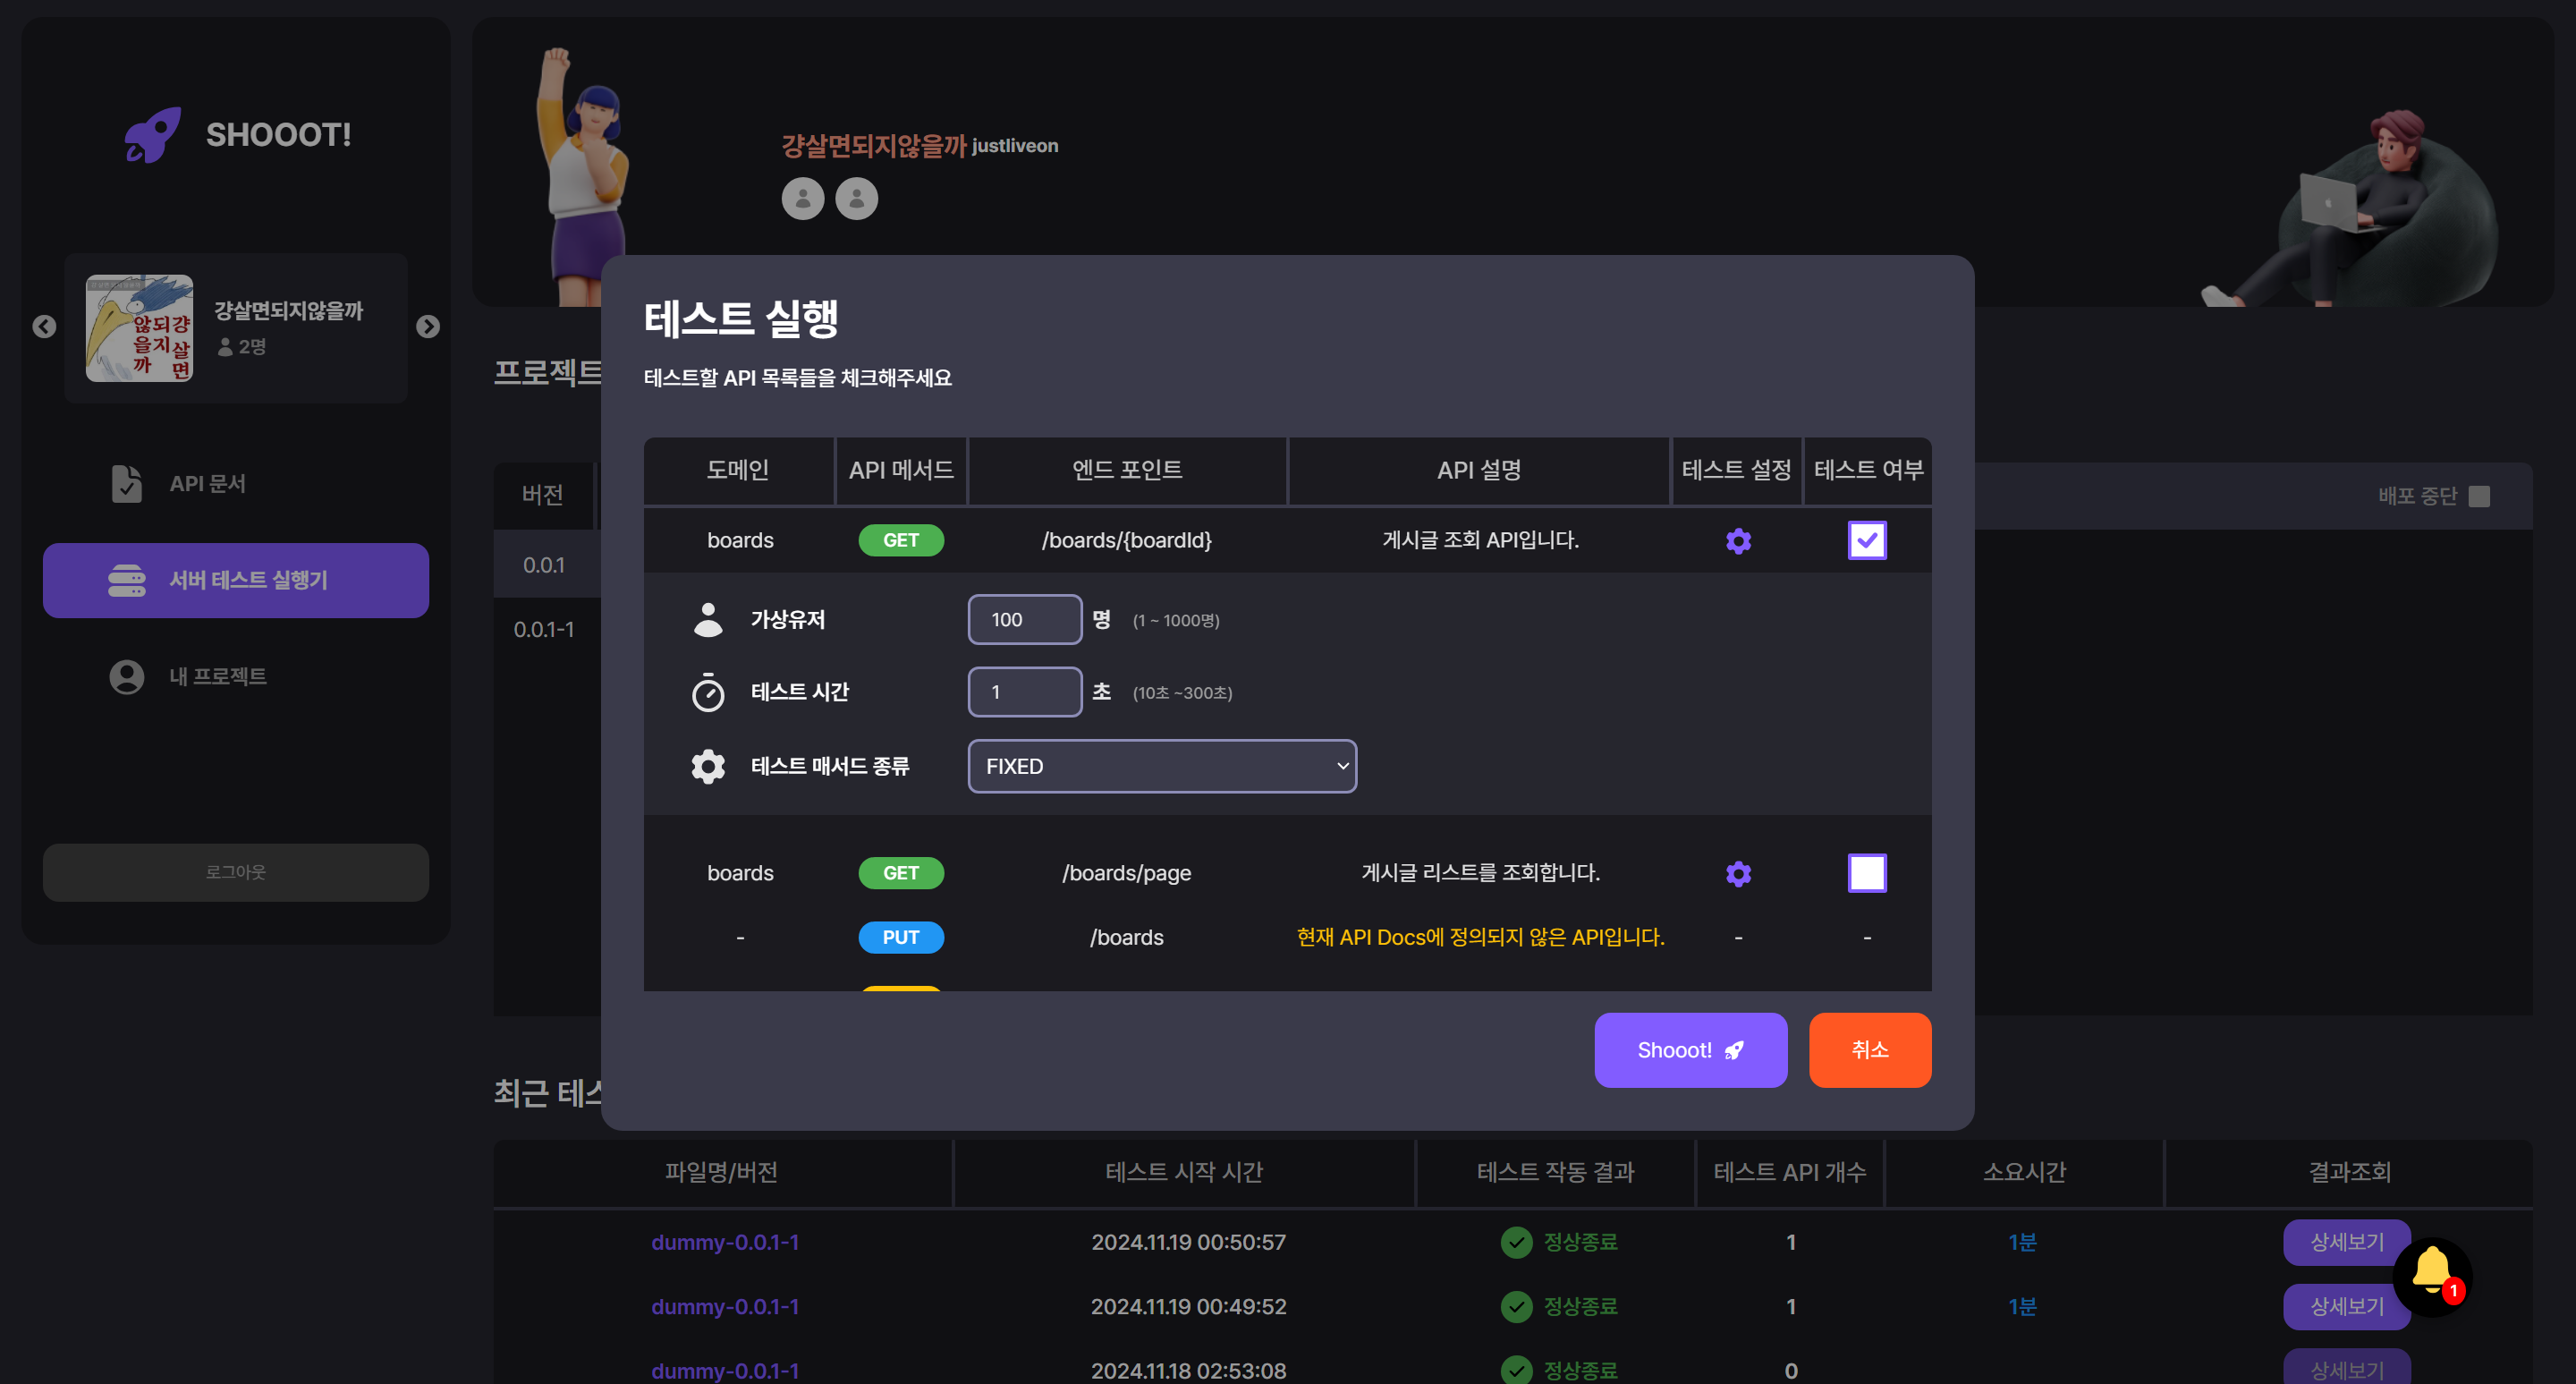 SHOOOT!
걍살면되지않을까
2명
걍살면
되지
않을까
API 문서
서버 테스트 실행기
내 프로젝트
로그아웃
걍살면되지않을까 justliveon
프로젝트
버전
배포 중단
0.0.1
0.0.1-1
테스트 실행
테스트할 API 목록들을 체크해주세요
도메인 API 메서드 엔드 포인트 API 설명 테스트 설정 테스트 여부
boards GET /boards/{boardId} 게시글 조회 API입니다.
가상유저 100 명 (1 ~ 1000명)
테스트 시간 1 초 (10초 ~300초)
테스트 매서드 종류 FIXED
boards GET /boards/page 게시글 리스트를 조회합니다.
- PUT /boards 현재 API Docs에 정의되지 않은 API입니다. - -
Shooot! 취소
최근 테스
파일명/버전 테스트 시작 시간 테스트 작동 결과 테스트 API 개수 소요시간 결과조회
dummy-0.0.1-1 2024.11.19 00:50:57 정상종료 1 1분 상세보기
1
dummy-0.0.1-1 2024.11.19 00:49:52 정상종료 1 1분 상세보기
dummy-0.0.1-1 2024.11.18 02:53:08 정상종료 0 상세보기